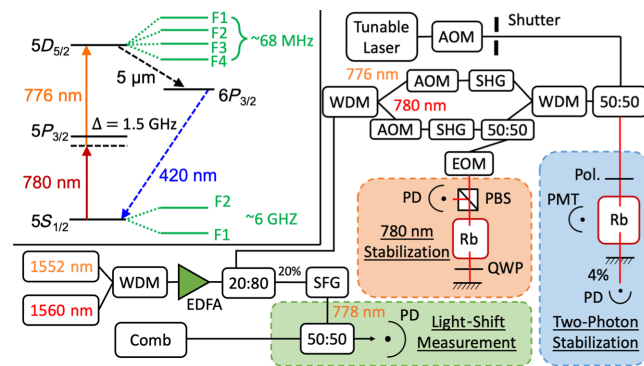 F1
F2
F3
F4
~68 MHz
5D5/2
5 μm
6P3/2
776 nm
5P3/2
Δ = 1.5 GHz
780 nm
420 nm
5S1/2
F2
F1
~6 GHZ
Tunable
Laser
AOM
Shutter
776 nm
780 nm
WDM
AOM
SHG
AOM
SHG
50:50
WDM
50:50
EOM
PD
PBS
Rb
QWP
780 nm
Stabilization
Pol.
PMT
Rb
4%
PD
Two-Photon
Stabilization
1552 nm
1560 nm
WDM
EDFA
20:80
20%
SFG
778 nm
Comb
50:50
PD
Light-Shift
Measurement